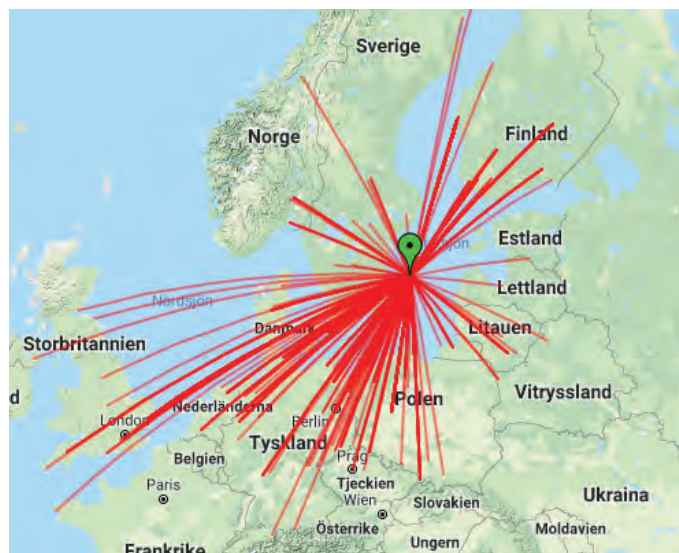 Sverige
Norge
Finland
Estland
Nordsjön
Lettland
Danmark
Litauen
Storbritannien
d
Vitryssland
Polen
London
Nederländerna
Berlin
Tyskland
Belgien
Prag
Paris
Tjeckien
Wien
Slovakien
Ukraina
Österrike
Moldavien
Ungern
Frankrike